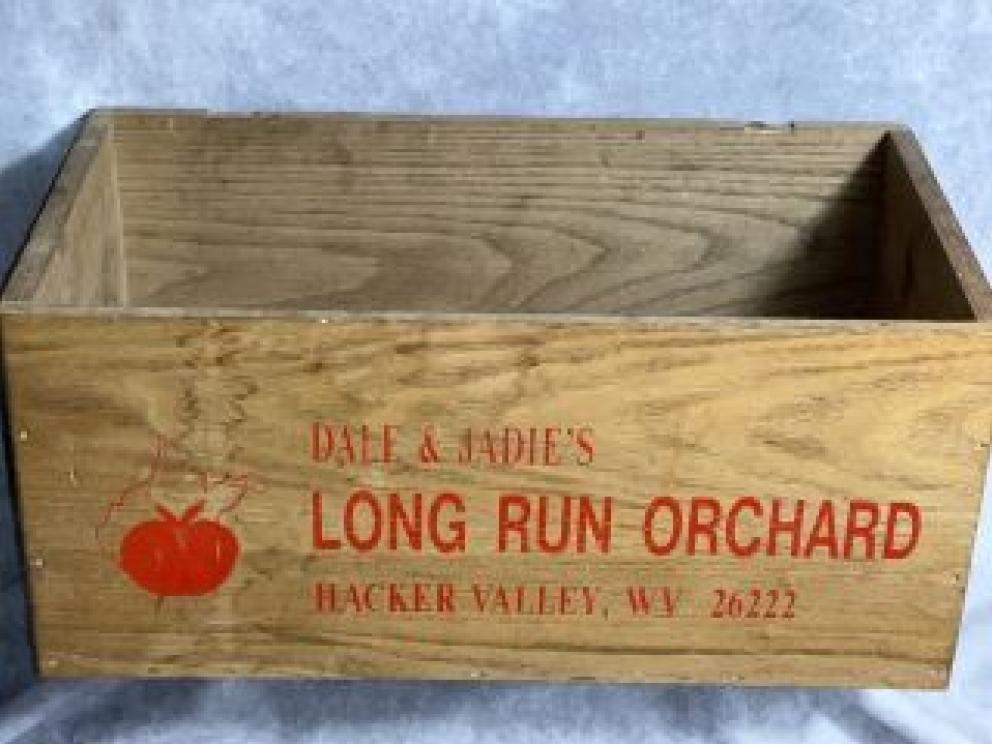 DALE & JADIE'S
LONG RUN ORCHARD
HACKER VALLEY, WV 26222